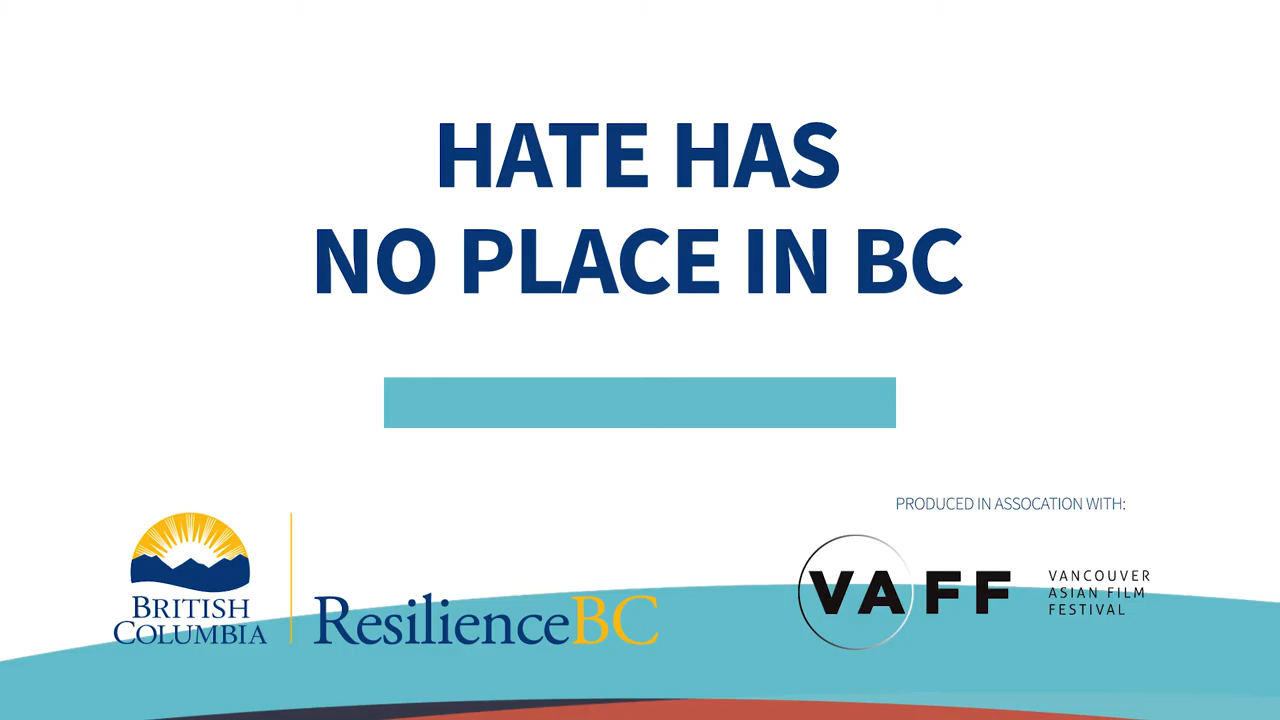 HATE HAS
NO PLACE IN BC
PRODUCED IN ASSOCATION WITH:
BRITISH
COLUMBIA
ResilienceBC
VAFF
VANCOUVER
ASIAN FILM
FESTIVAL